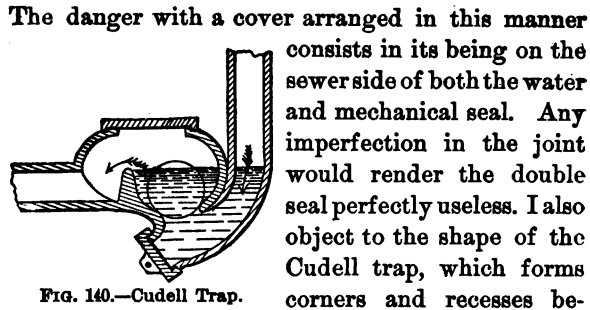 The danger with a cover arranged in this manner
consists in its being on the
sewer side of both the water
and mechanical seal. Any
imperfection in the joint
would render the double
seal perfectly useless. I also
object to the shape of the
Cudell trap, which forms
corners and recesses be-
FIG. 140.—Cudell Trap.